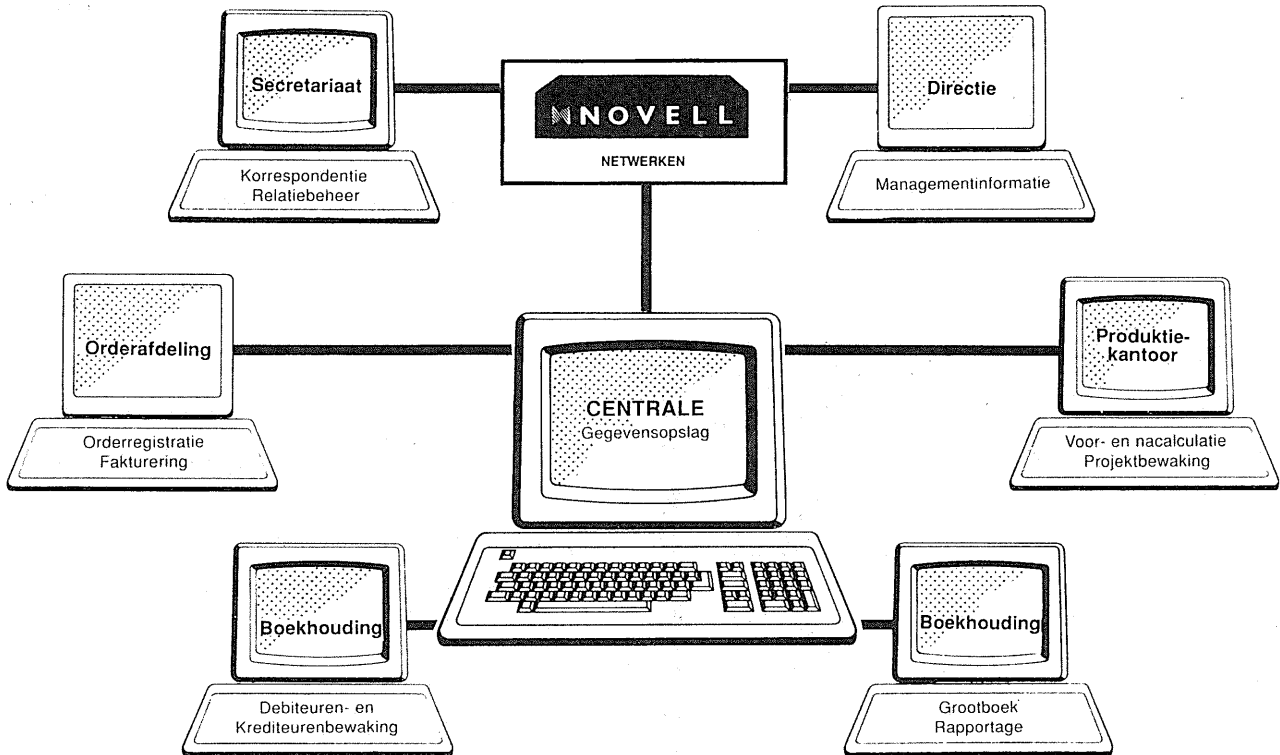 Secretariaat
Korrespondentie
Relatiebeheer
NOVELL
NETWERKEN
Directie
Managementinformatie
Orderafdeling
Orderregistratie
Fakturering
CENTRALE
Gegevensopslag
Produktie-
kantoor
Voor- en nacalculatie
Projektbewaking
Boekhouding
Debiteuren- en
Krediteurenbewaking
Boekhouding
Grootboek
Rapportage